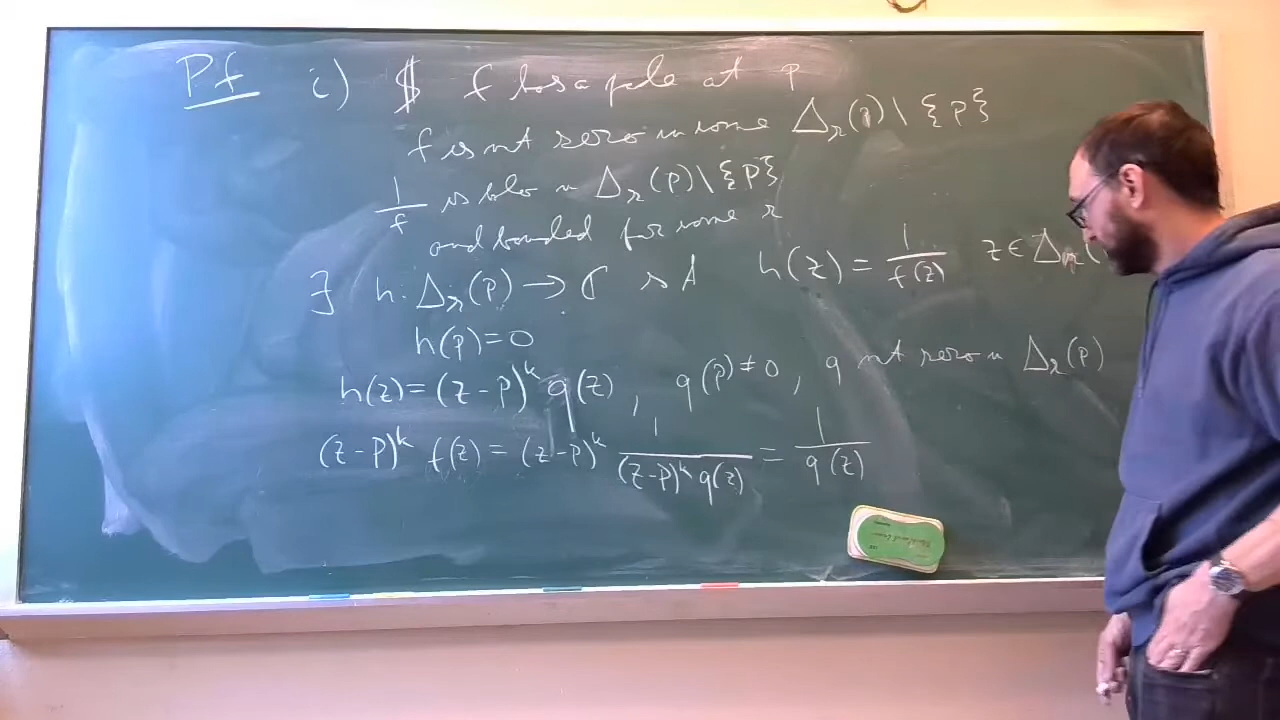 Pf i) $ f has a pole at p
f is not zero in some Δ_r(p) \ {p}
1/f is holo in Δ_r(p) \ {p}
and bounded for some r
∃ h: Δ_r(p) → ℂ s.t. h(z) = 1/f(z) z ∈ Δ_r(
h(p) = 0
h(z) = (z-p)^k q(z), q(p) ≠ 0, q not zero in Δ_r(p)
(z-p)^k f(z) = (z-p)^k 1/((z-p)^k q(z)) = 1/q(z)